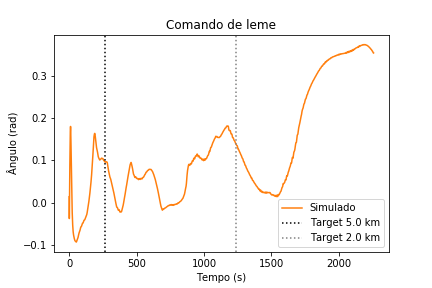 Comando de leme
Ângulo (rad)
0.3
0.2
0.1
0.0
−0.1
0
500
1000
1500
2000
Tempo (s)
Simulado
Target 5.0 km
Target 2.0 km